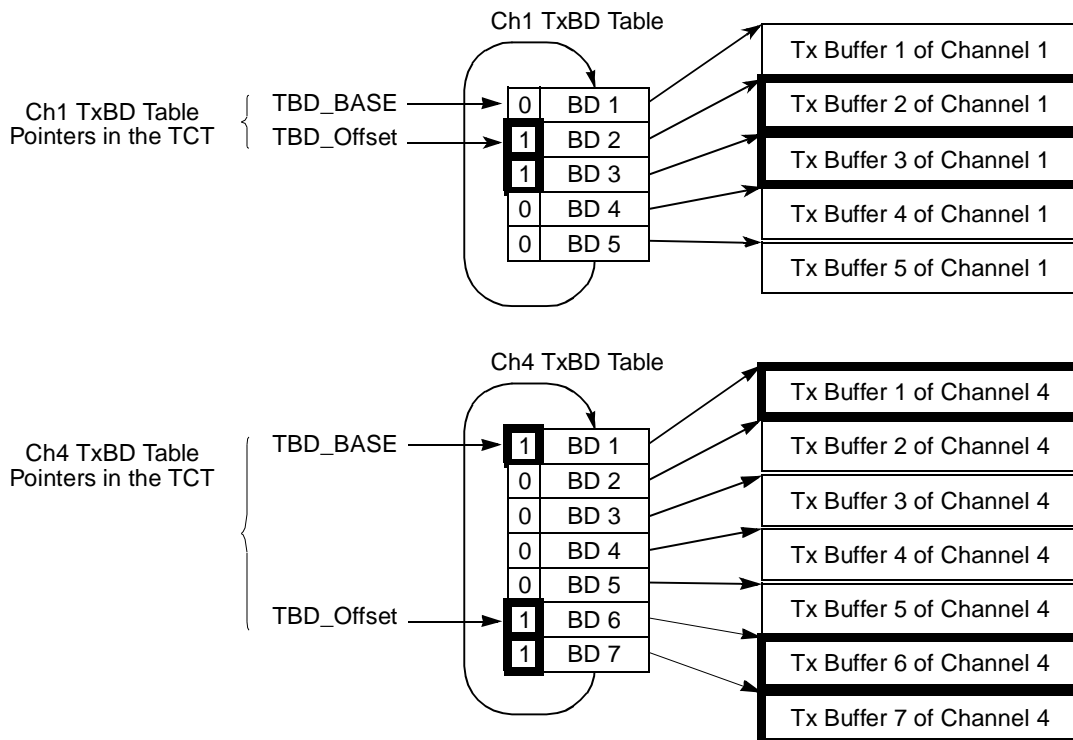 Ch1 TxBD Table
Ch1 TxBD Table
Pointers in the TCT
TBD_BASE
TBD_Offset
0 BD 1
1 BD 2
1 BD 3
0 BD 4
0 BD 5
Tx Buffer 1 of Channel 1
Tx Buffer 2 of Channel 1
Tx Buffer 3 of Channel 1
Tx Buffer 4 of Channel 1
Tx Buffer 5 of Channel 1
Ch4 TxBD Table
Ch4 TxBD Table
Pointers in the TCT
TBD_BASE
TBD_Offset
1 BD 1
0 BD 2
0 BD 3
0 BD 4
0 BD 5
1 BD 6
1 BD 7
Tx Buffer 1 of Channel 4
Tx Buffer 2 of Channel 4
Tx Buffer 3 of Channel 4
Tx Buffer 4 of Channel 4
Tx Buffer 5 of Channel 4
Tx Buffer 6 of Channel 4
Tx Buffer 7 of Channel 4